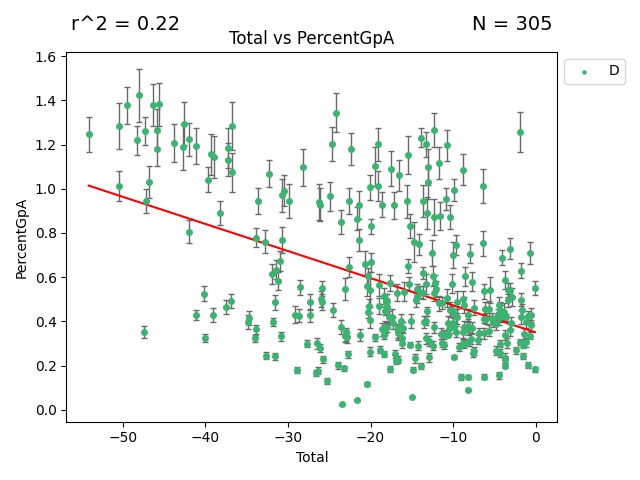 r^2 = 0.22
N = 305
Total vs PercentGpA
D
PercentGpA
1.6
1.4
1.2
1.0
0.8
0.6
0.4
0.2
0.0
−50
−40
−30
−20
−10
0
Total